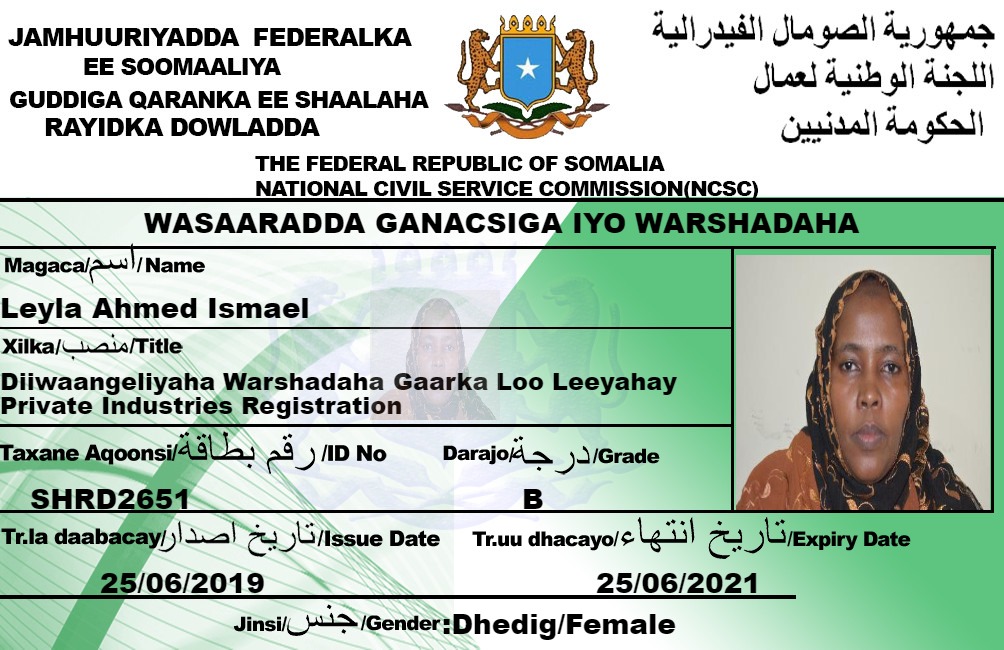 JAMHUURIYADDA FEDERALKA
EE SOOMAALIYA
GUDDIGA QARANKA EE SHAALAHA
RAYIDKA DOWLADDA
جمهورية الصومال الفيدرالية
اللجنة الوطنية لعمال
الحكومة المدنيين
THE FEDERAL REPUBLIC OF SOMALIA
NATIONAL CIVIL SERVICE COMMISSION(NCSC)
WASAARADDA GANACSIGA IYO WARSHADAHA
Magaca/اسم/Name
Leyla Ahmed Ismael
Xilka/منصب/Title
Diiwaangeliyaha Warshadaha Gaarka Loo Leeyahay
Private Industries Registration
Taxane Aqoonsi/رقم بطاقة/ID No
Darajo/درجة/Grade
SHRD2651
B
Tr.la daabacay/تاريخ اصدار/Issue Date
Tr.uu dhacayo/تاريخ انتهاء/Expiry Date
25/06/2019
25/06/2021
Jinsi/جنس/Gender:Dhedig/Female